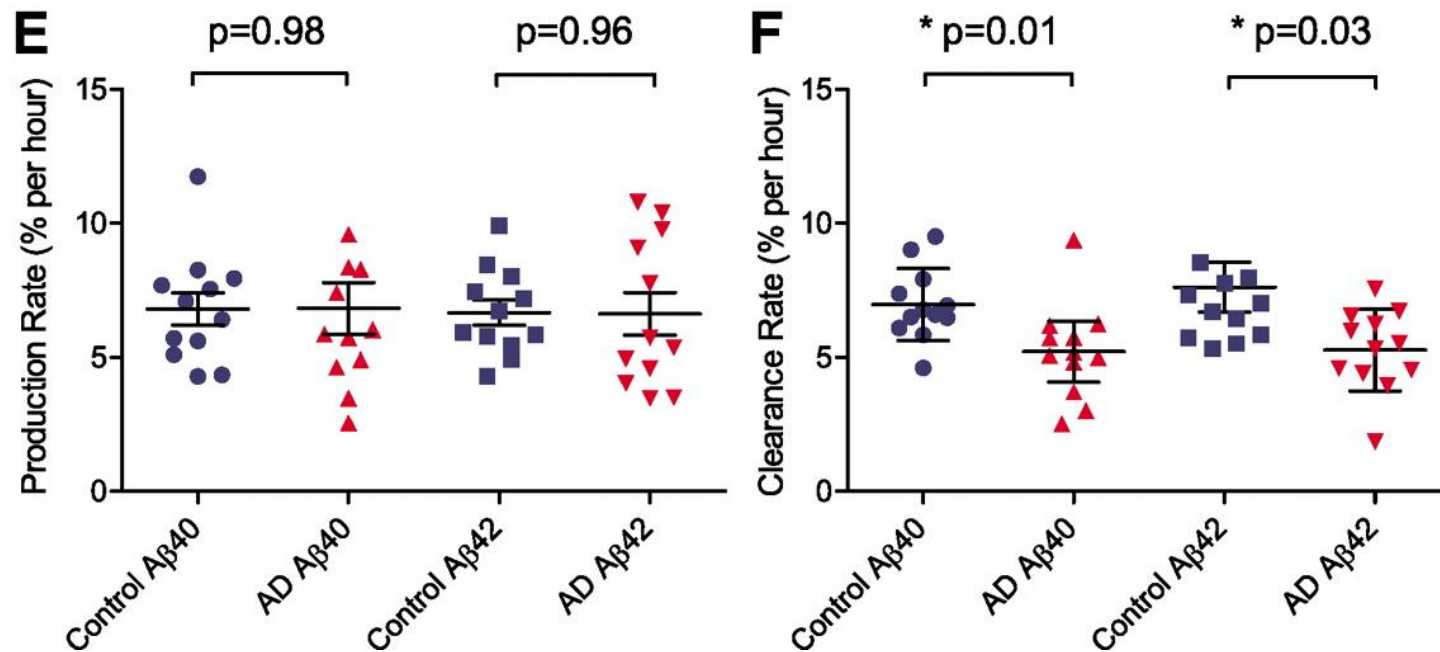 E
p=0.98
p=0.96
Production Rate (% per hour)
15
10
5
0
Control Aβ40
AD Aβ40
Control Aβ42
AD Aβ42
F
* p=0.01
* p=0.03
Clearance Rate (% per hour)
15
10
5
0
Control Aβ40
AD Aβ40
Control Aβ42
AD Aβ42